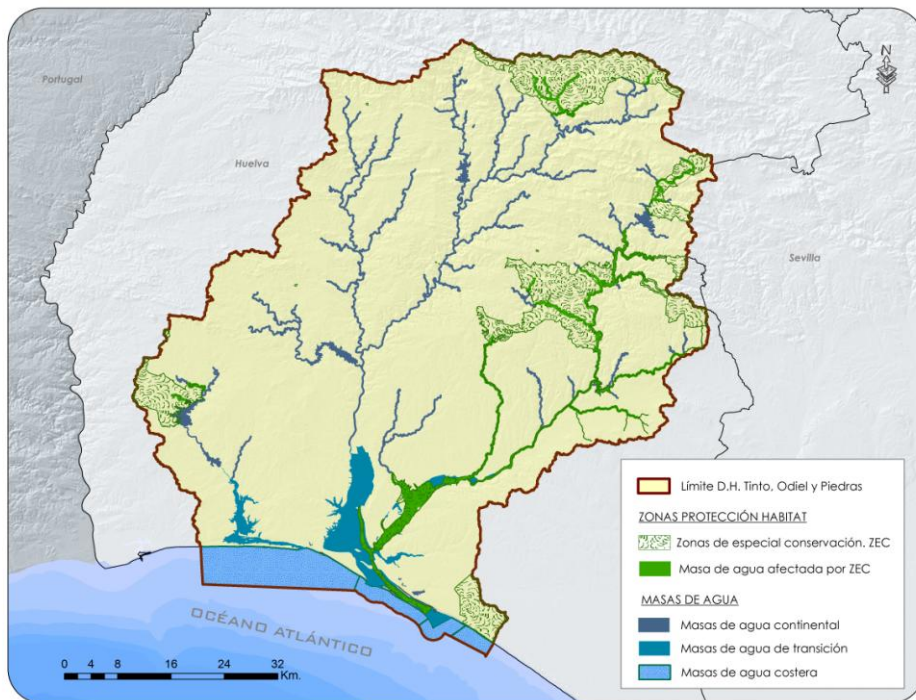 Portugal
N
Huelva
Sevilla
OCÉANO ATLÁNTICO
0 4 8 16 24 32
Km.
Límite D.H. Tinto, Odiel y Piedras
ZONAS PROTECCIÓN HABITAT
Zonas de especial conservación. ZEC
Masa de agua afectada por ZEC
MASAS DE AGUA
Masas de agua continental
Masas de agua de transición
Masas de agua costera